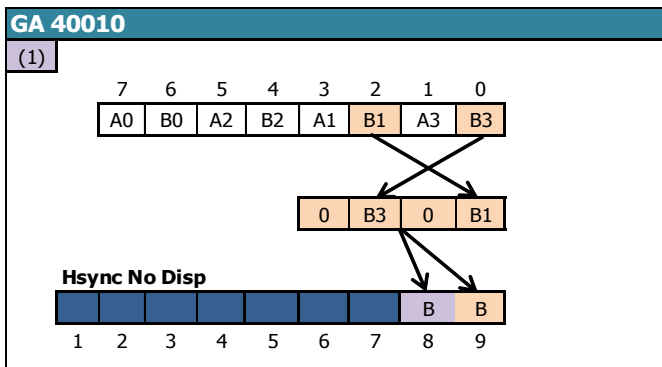 GA 40010
(1)
7 6 5 4 3 2 1 0
A0 B0 A2 B2 A1 B1 A3 B3
0 B3 0 B1
Hsync No Disp
B B
1 2 3 4 5 6 7 8 9